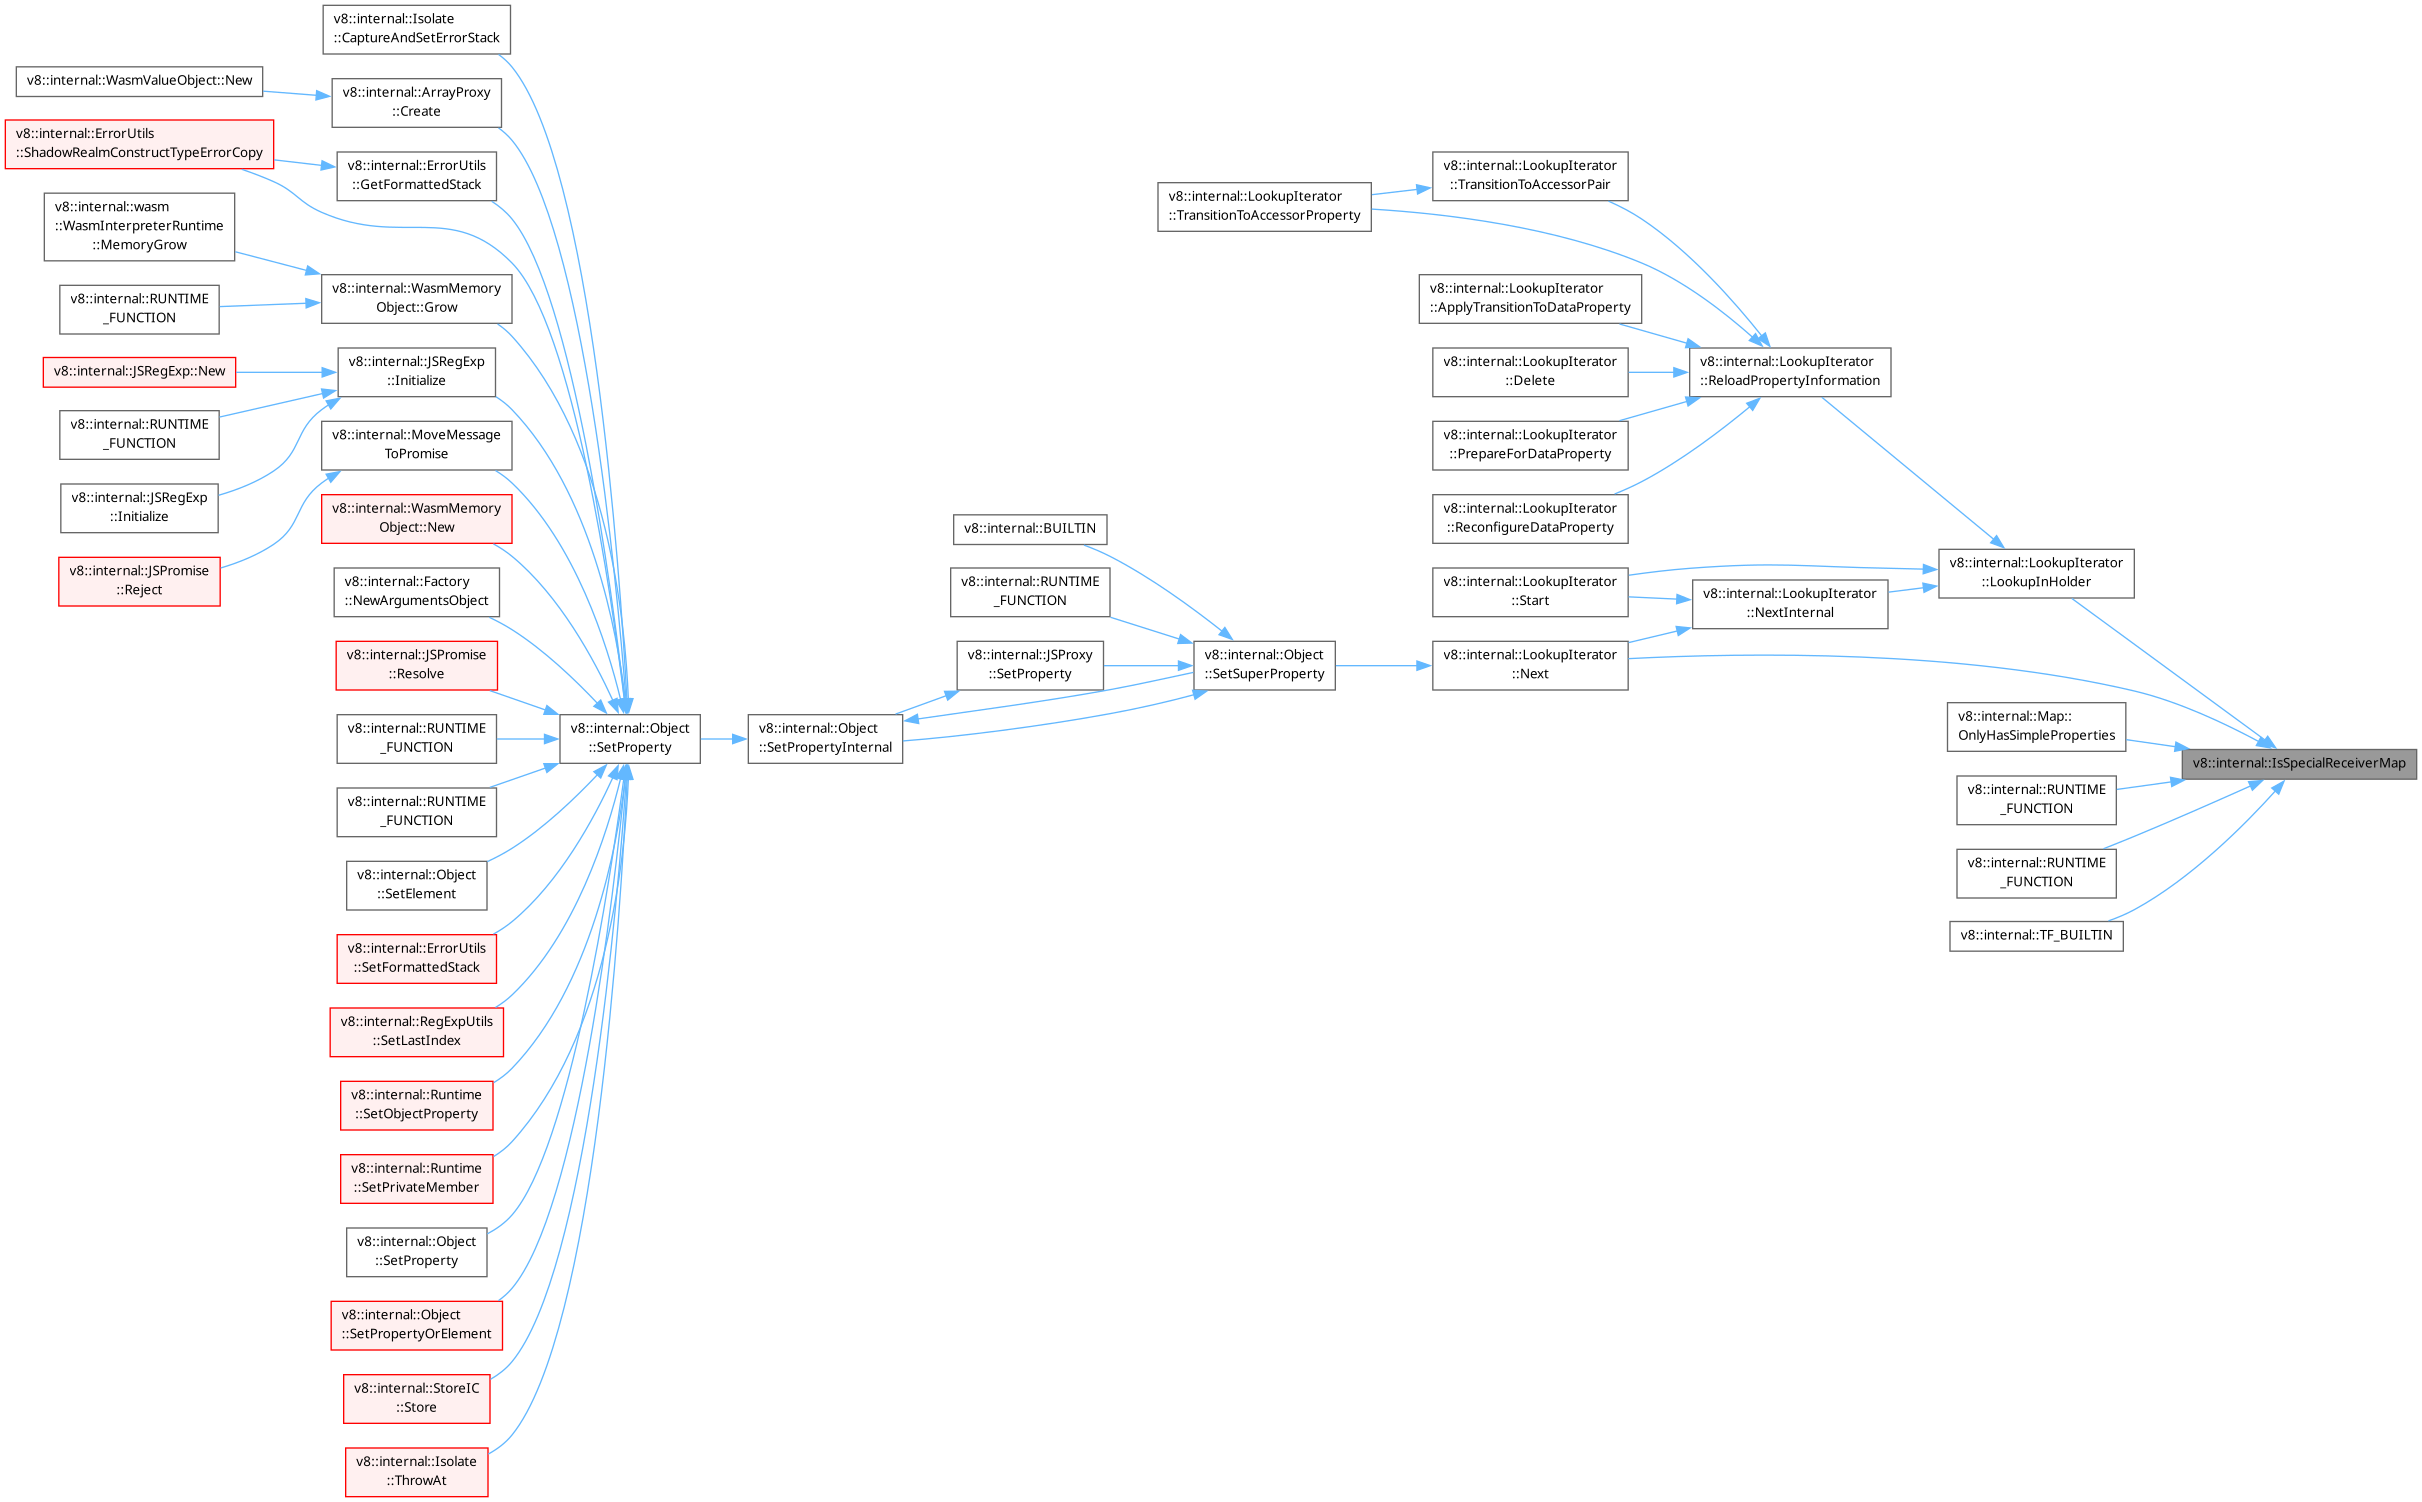 v8::internal::Isolate
::CaptureAndSetErrorStack
v8::internal::WasmValueObject::New
v8::internal::ArrayProxy
::Create
v8::internal::ErrorUtils
::ShadowRealmConstructTypeErrorCopy
v8::internal::ErrorUtils
::GetFormattedStack
v8::internal::wasm
::WasmInterpreterRuntime
::MemoryGrow
v8::internal::RUNTIME
_FUNCTION
v8::internal::WasmMemory
Object::Grow
v8::internal::JSRegExp::New
v8::internal::JSRegExp
::Initialize
v8::internal::RUNTIME
_FUNCTION
v8::internal::MoveMessage
ToPromise
v8::internal::JSRegExp
::Initialize
v8::internal::WasmMemory
Object::New
v8::internal::JSPromise
::Reject
v8::internal::Factory
::NewArgumentsObject
v8::internal::JSPromise
::Resolve
v8::internal::RUNTIME
_FUNCTION
v8::internal::RUNTIME
_FUNCTION
v8::internal::Object
::SetElement
v8::internal::ErrorUtils
::SetFormattedStack
v8::internal::RegExpUtils
::SetLastIndex
v8::internal::Runtime
::SetObjectProperty
v8::internal::Runtime
::SetPrivateMember
v8::internal::Object
::SetProperty
v8::internal::Object
::SetPropertyOrElement
v8::internal::StoreIC
::Store
v8::internal::Isolate
::ThrowAt
v8::internal::Object
::SetProperty
v8::internal::Object
::SetPropertyInternal
v8::internal::BUILTIN
v8::internal::RUNTIME
_FUNCTION
v8::internal::JSProxy
::SetProperty
v8::internal::Object
::SetSuperProperty
v8::internal::LookupIterator
::TransitionToAccessorProperty
v8::internal::LookupIterator
::TransitionToAccessorPair
v8::internal::LookupIterator
::ApplyTransitionToDataProperty
v8::internal::LookupIterator
::Delete
v8::internal::LookupIterator
::PrepareForDataProperty
v8::internal::LookupIterator
::ReconfigureDataProperty
v8::internal::LookupIterator
::Start
v8::internal::LookupIterator
::Next
v8::internal::LookupIterator
::ReloadPropertyInformation
v8::internal::LookupIterator
::NextInternal
v8::internal::LookupIterator
::LookupInHolder
v8::internal::Map::
OnlyHasSimpleProperties
v8::internal::RUNTIME
_FUNCTION
v8::internal::RUNTIME
_FUNCTION
v8::internal::TF_BUILTIN
v8::internal::IsSpecialReceiverMap